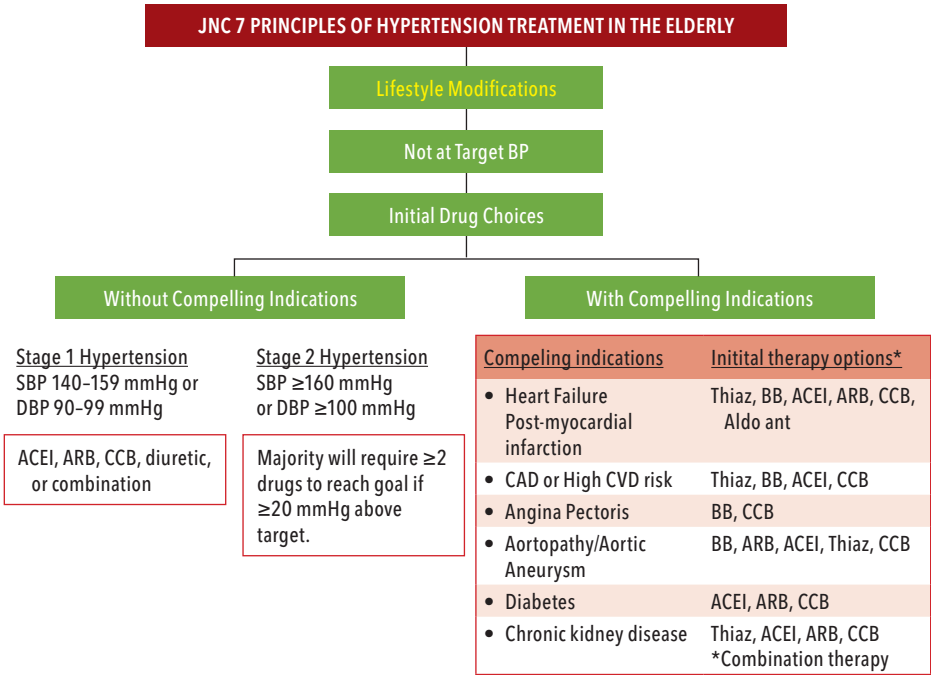 JNC 7 PRINCIPLES OF HYPERTENSION TREATMENT IN THE ELDERLY
Lifestyle Modifications
Not at Target BP
Initial Drug Choices
Without Compelling Indications
Stage 1 Hypertension
SBP 140–159 mmHg or
DBP 90–99 mmHg
ACEI, ARB, CCB, diuretic,
or combination
Stage 2 Hypertension
SBP ≥160 mmHg
or DBP ≥100 mmHg
Majority will require ≥2
drugs to reach goal if
≥20 mmHg above
target.
With Compelling Indications
Compeling indications Initital therapy options*
• Heart Failure Thiaz, BB, ACEI, ARB, CCB,
Post-myocardial Aldo ant
infarction
• CAD or High CVD risk Thiaz, BB, ACEI, CCB
• Angina Pectoris BB, CCB
• Aortopathy/Aortic BB, ARB, ACEI, Thiaz, CCB
Aneurysm
• Diabetes ACEI, ARB, CCB
• Chronic kidney disease Thiaz, ACEI, ARB, CCB
*Combination therapy